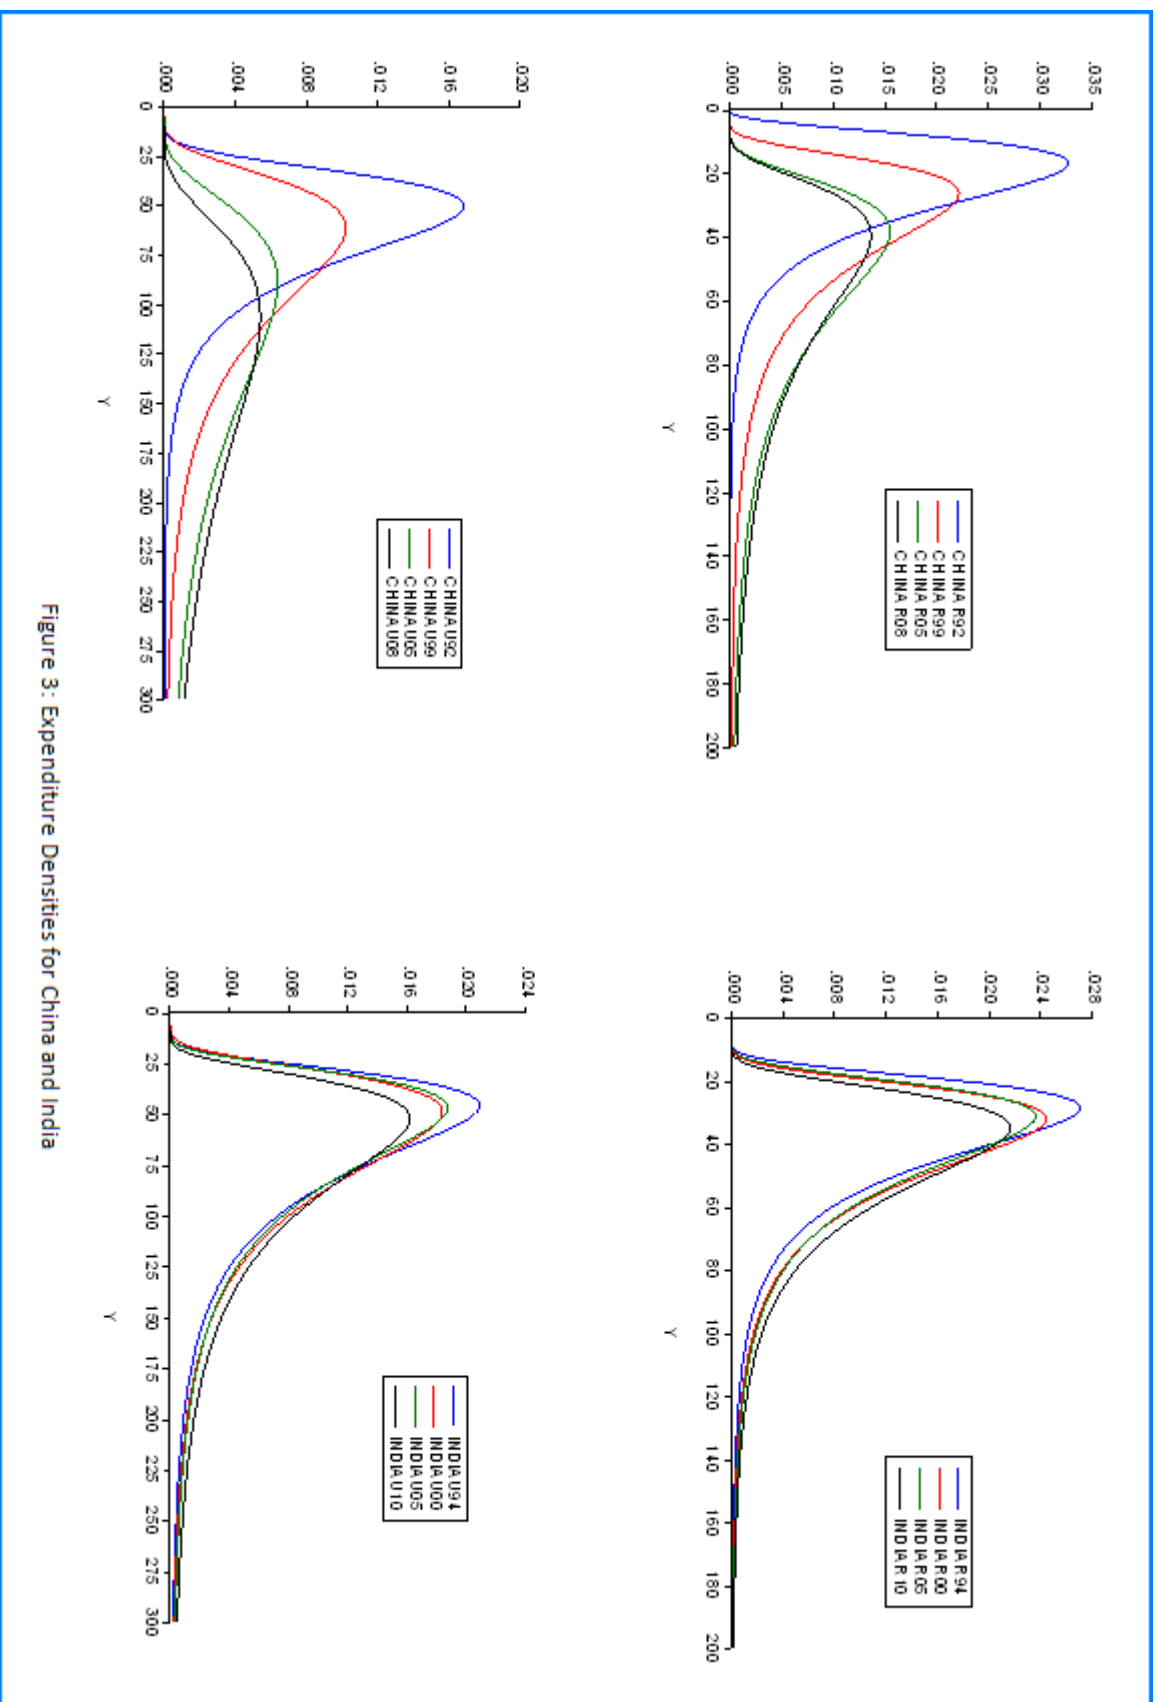 .035
.030
.025
.020
.015
.010
.005
.000
0 20 40 60 80 100 120 140 160 180 200
Y
CHINA R92
CHINA R99
CHINA R05
CHINA R08
.028
.024
.020
.016
.012
.008
.004
.000
0 20 40 60 80 100 120 140 160 180 200
Y
INDIA R94
INDIA R00
INDIA R05
INDIA R10
.020
.016
.012
.008
.004
.000
0 25 50 75 100 125 150 175 200 225 250 275 300
Y
CHINA U92
CHINA U99
CHINA U05
CHINA U08
.024
.020
.016
.012
.008
.004
.000
0 25 50 75 100 125 150 175 200 225 250 275 300
Y
INDIA U94
INDIA U00
INDIA U05
INDIA U10
Figure 3: Expenditure Densities for China and India